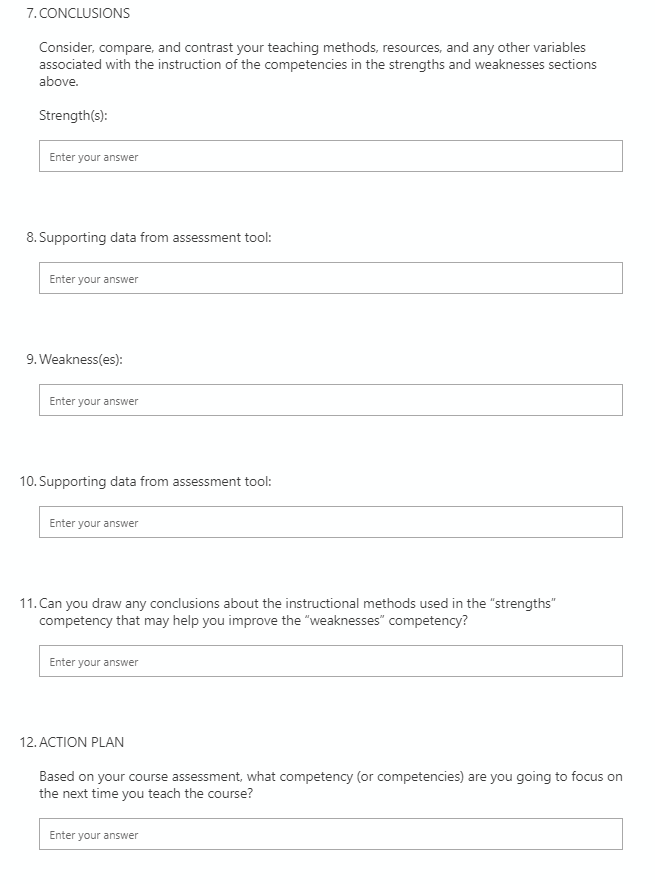 7. CONCLUSIONS
Consider, compare, and contrast your teaching methods, resources, and any other variables
associated with the instruction of the competencies in the strengths and weaknesses sections
above.
Strength(s):
Enter your answer
8. Supporting data from assessment tool:
Enter your answer
9. Weakness(es):
Enter your answer
10. Supporting data from assessment tool:
Enter your answer
11. Can you draw any conclusions about the instructional methods used in the "strengths"
competency that may help you improve the "weaknesses" competency?
Enter your answer
12. ACTION PLAN
Based on your course assessment, what competency (or competencies) are you going to focus on
the next time you teach the course?
Enter your answer